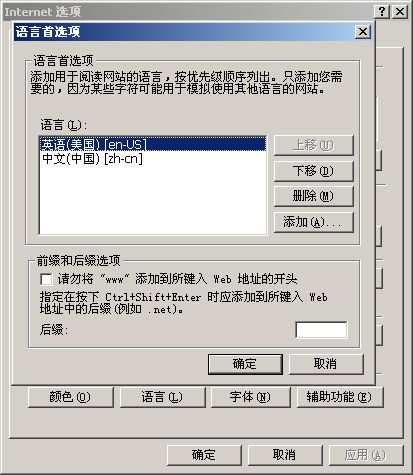 Internet 选项
语言首选项
语言首选项
添加用于阅读网站的语言，按优先级顺序列出。只添加您需
要的，因为某些字符可能用于模拟使用其他语言的网站。
语言(L):
英语(美国) [en-US]
中文(中国) [zh-cn]
上移(U)
下移(D)
删除(M)
添加(A)...
前缀和后缀选项
请勿将 "www" 添加到所键入 Web 地址的开头
指定在按下 Ctrl+Shift+Enter 时应添加到所键入 Web
地址中的后缀(例如 .net)。
后缀:
确定 取消
颜色(O) 语言(L) 字体(N) 辅助功能(E)
确定 取消 应用(A)